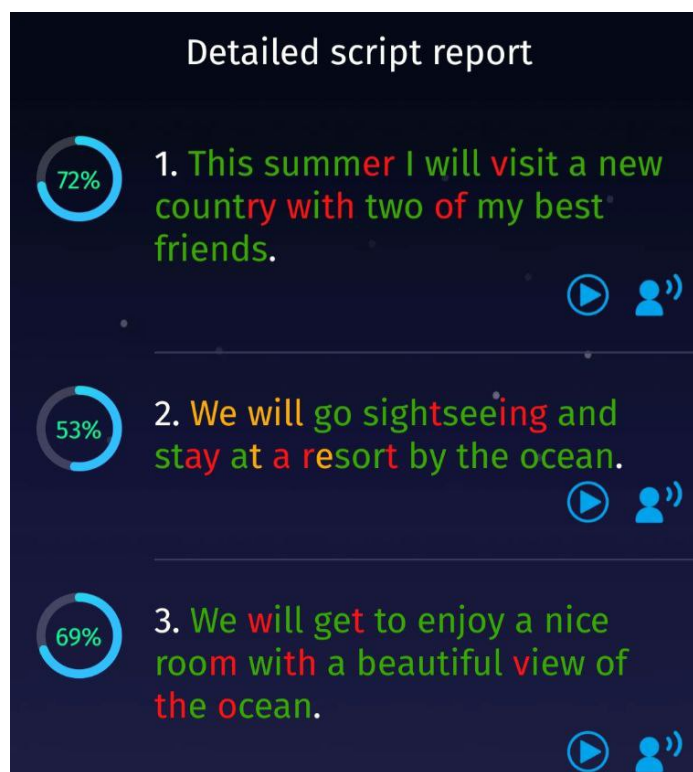 Detailed script report
72%
1. This summer I will visit a new
country with two of my best
friends.
53%
2. We will go sightseeing and
stay at a resort by the ocean.
69%
3. We will get to enjoy a nice
room with a beautiful view of
the ocean.